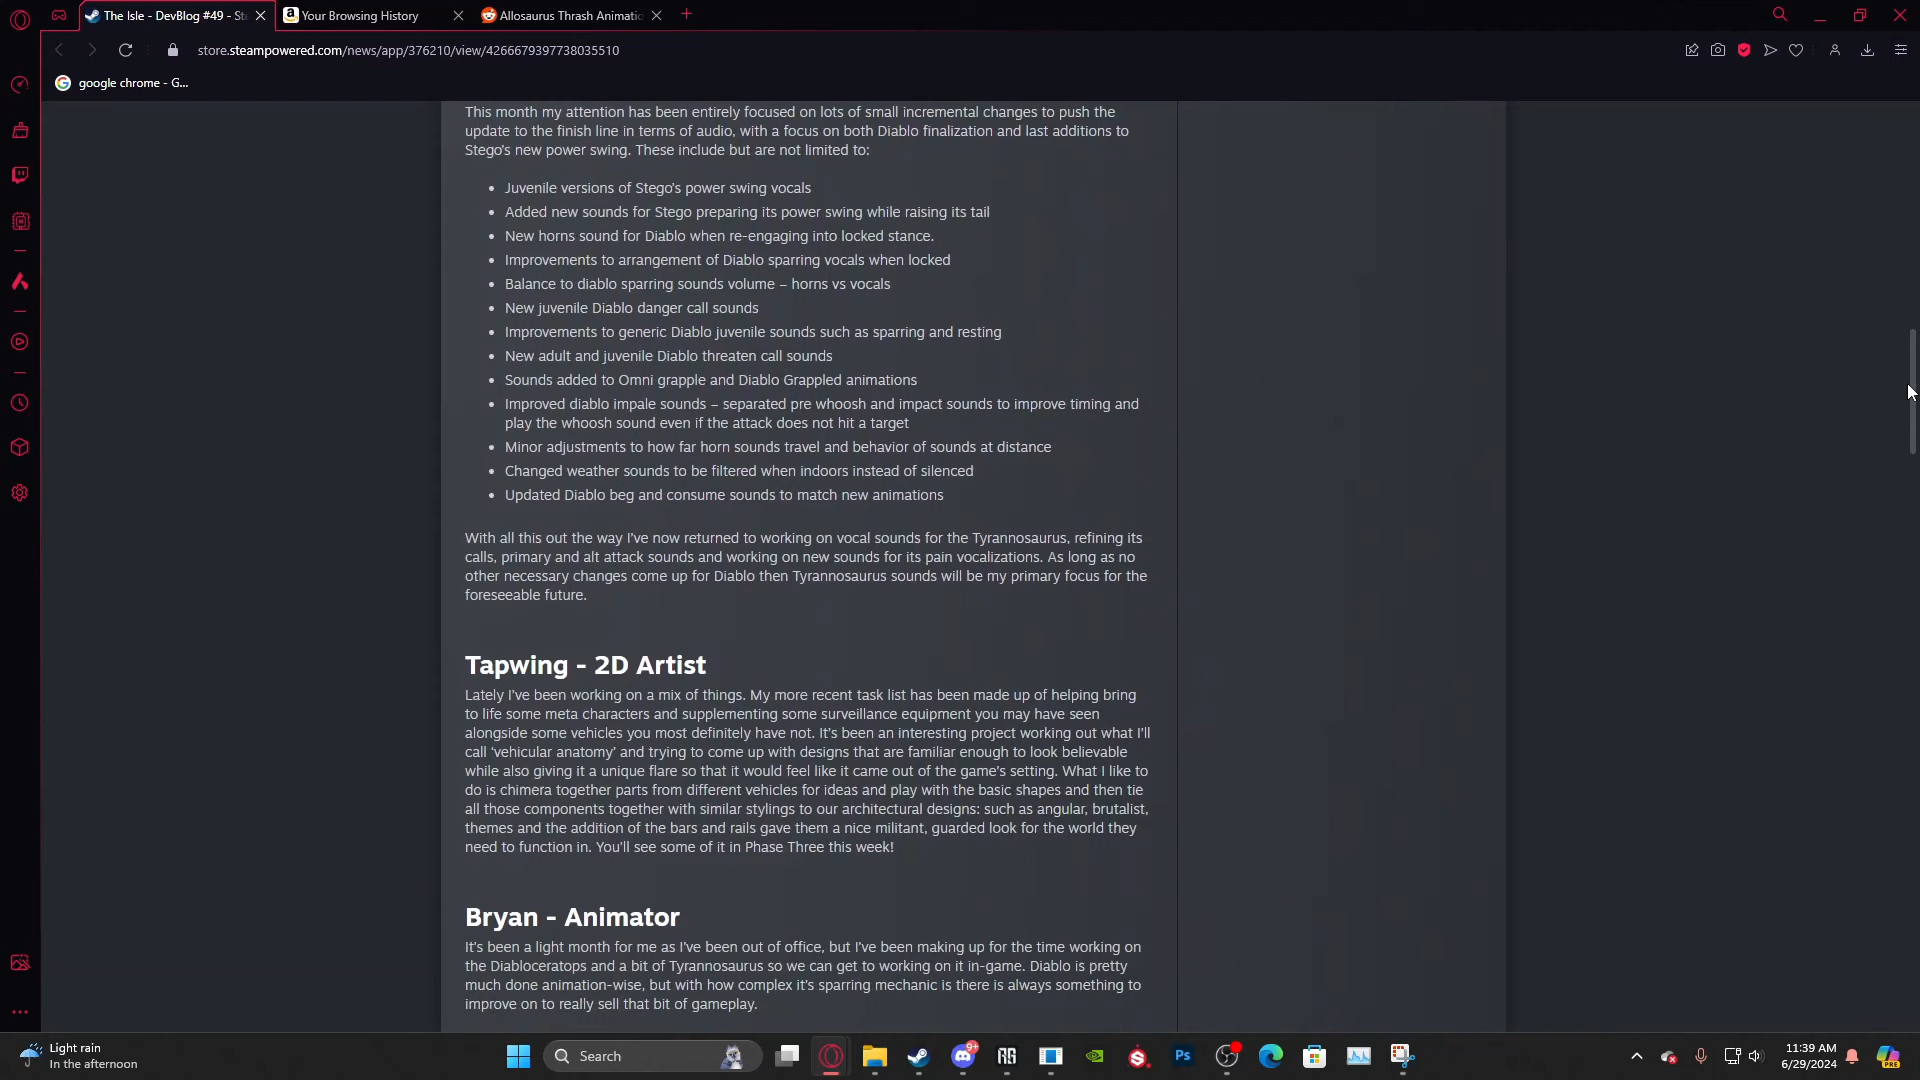 The Isle - DevBlog #49 - St
Your Browsing History
Allosaurus Thrash Animatic
store.steampowered.com/news/app/376210/view/4266679397738035510
google chrome - G...
This month my attention has been entirely focused on lots of small incremental changes to push the
update to the finish line in terms of audio, with a focus on both Diablo finalization and last additions to
Stego's new power swing. These include but are not limited to:
• Juvenile versions of Stego's power swing vocals
• Added new sounds for Stego preparing its power swing while raising its tail
• New horns sound for Diablo when re-engaging into locked stance.
• Improvements to arrangement of Diablo sparring vocals when locked
• Balance to diablo sparring sounds volume – horns vs vocals
• New juvenile Diablo danger call sounds
• Improvements to generic Diablo juvenile sounds such as sparring and resting
• New adult and juvenile Diablo threaten call sounds
• Sounds added to Omni grapple and Diablo Grappled animations
• Improved diablo impale sounds – separated pre whoosh and impact sounds to improve timing and
play the whoosh sound even if the attack does not hit a target
• Minor adjustments to how far horn sounds travel and behavior of sounds at distance
• Changed weather sounds to be filtered when indoors instead of silenced
• Updated Diablo beg and consume sounds to match new animations
With all this out the way I've now returned to working on vocal sounds for the Tyrannosaurus, refining its
calls, primary and alt attack sounds and working on new sounds for its pain vocalizations. As long as no
other necessary changes come up for Diablo then Tyrannosaurus sounds will be my primary focus for the
foreseeable future.
Tapwing - 2D Artist
Lately I've been working on a mix of things. My more recent task list has been made up of helping bring
to life some meta characters and supplementing some surveillance equipment you may have seen
alongside some vehicles you most definitely have not. It's been an interesting project working out what I'll
call 'vehicular anatomy' and trying to come up with designs that are familiar enough to look believable
while also giving it a unique flare so that it would feel like it came out of the game's setting. What I like to
do is chimera together parts from different vehicles for ideas and play with the basic shapes and then tie
all those components together with similar stylings to our architectural designs: such as angular, brutalist,
themes and the addition of the bars and rails gave them a nice militant, guarded look for the world they
need to function in. You'll see some of it in Phase Three this week!
Bryan - Animator
It's been a light month for me as I've been out of office, but I've been making up for the time working on
the Diabloceratops and a bit of Tyrannosaurus so we can get to working on it in-game. Diablo is pretty
much done animation-wise, but with how complex it's sparring mechanic is there is always something to
improve on to really sell that bit of gameplay.
Light rain
In the afternoon
Search
9+
Ps
PRE
11:39 AM
6/29/2024